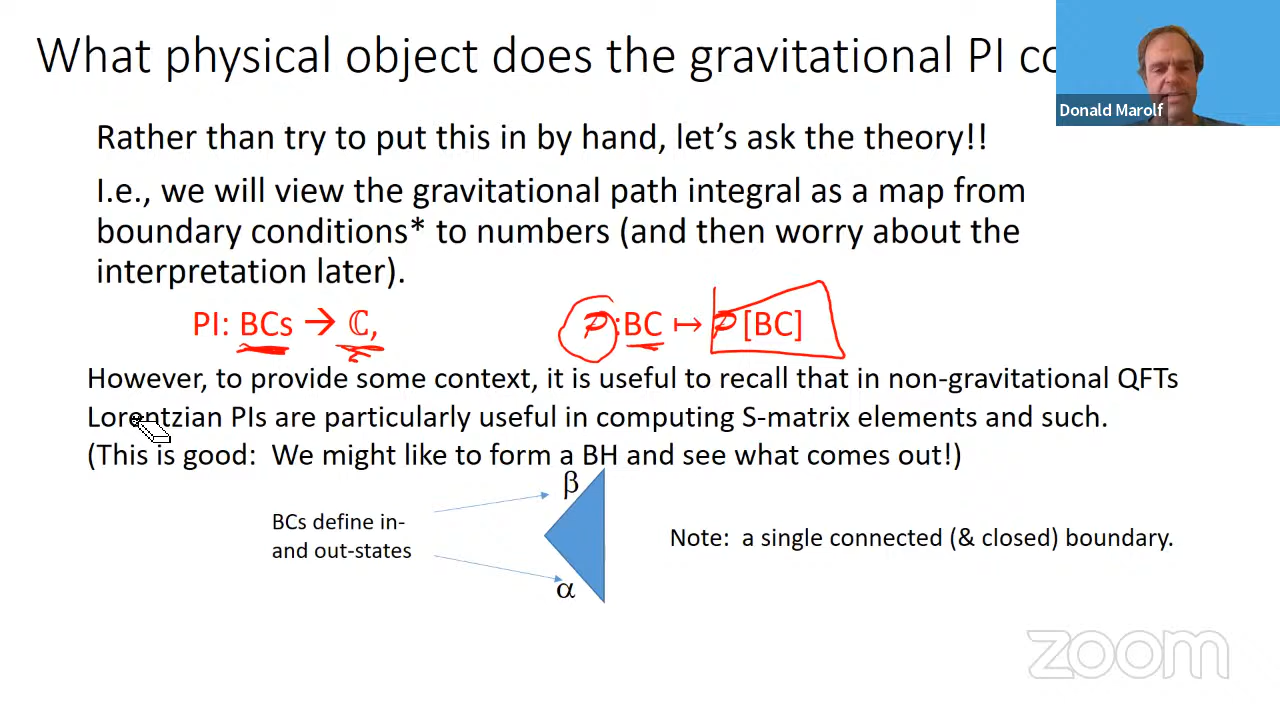 What physical object does the gravitational PI co
Donald Marolf
Rather than try to put this in by hand, let's ask the theory!!
I.e., we will view the gravitational path integral as a map from
boundary conditions* to numbers (and then worry about the
interpretation later).
PI: BCs → ℂ, 𝒫:BC ↦ 𝒫[BC]
However, to provide some context, it is useful to recall that in non-gravitational QFTs
Lorentzian PIs are particularly useful in computing S-matrix elements and such.
(This is good: We might like to form a BH and see what comes out!)
β
BCs define in-
and out-states
Note: a single connected (& closed) boundary.
α
zoom